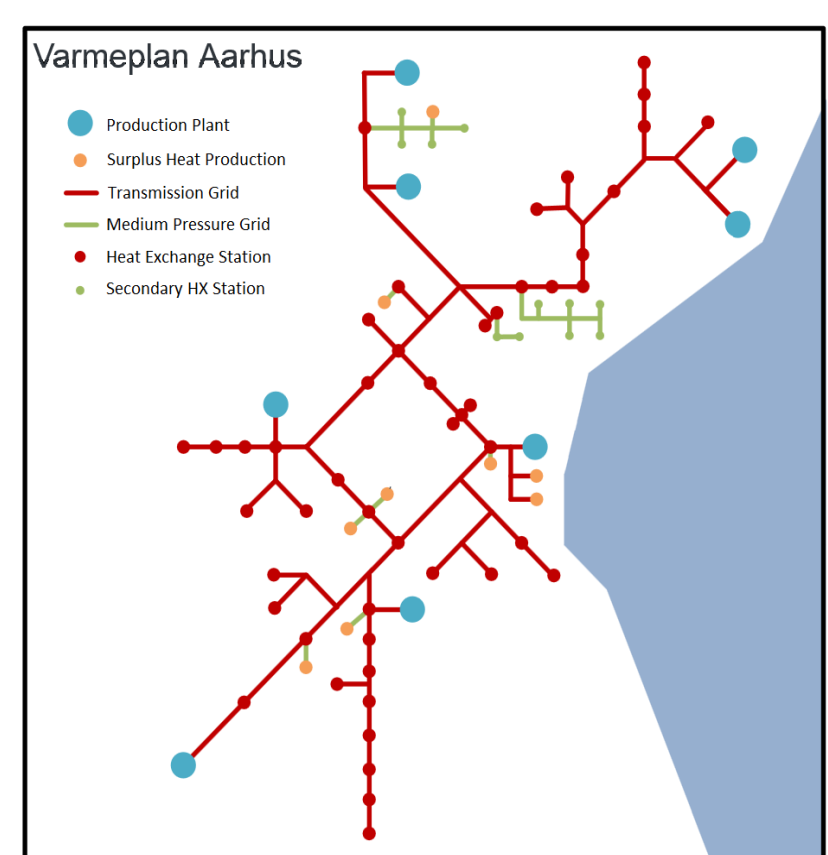 Varmeplan Aarhus
Production Plant
Surplus Heat Production
Transmission Grid
Medium Pressure Grid
Heat Exchange Station
Secondary HX Station